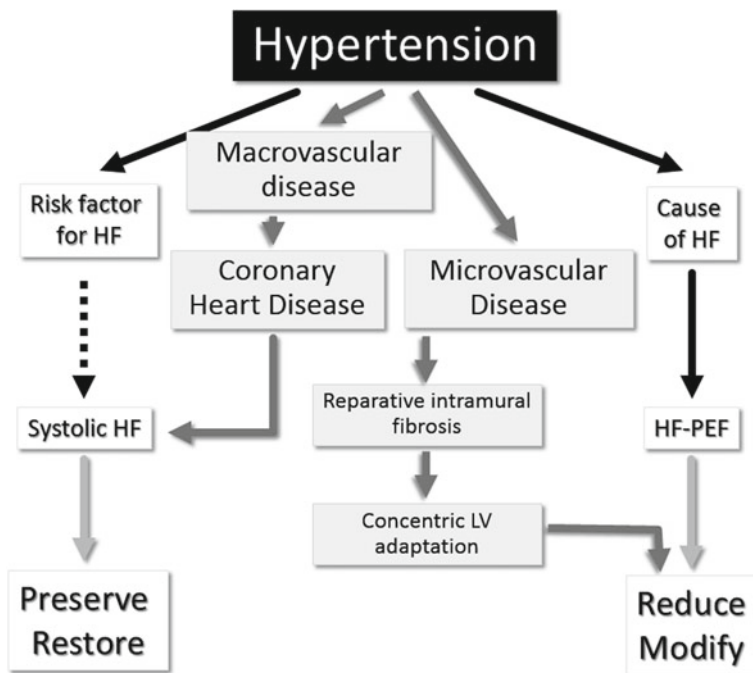 Hypertension
Macrovascular
disease
Risk factor
for HF
Cause
of HF
Coronary
Heart Disease
Microvascular
Disease
Reparative intramural
fibrosis
Systolic HF
HF-PEF
Concentric LV
adaptation
Preserve
Restore
Reduce
Modify